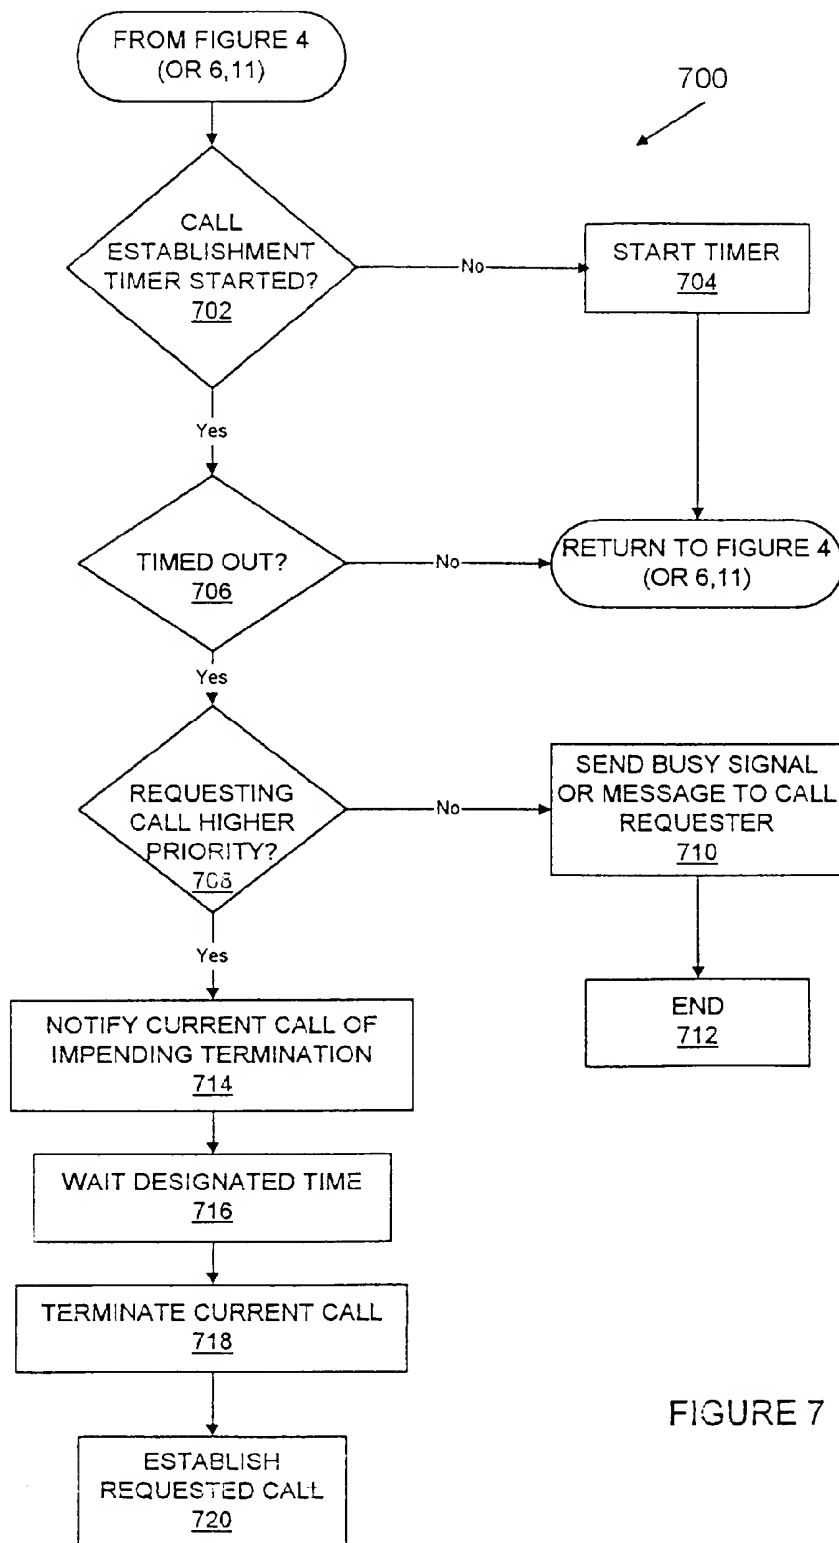 FROM FIGURE 4
(OR 6,11)
700
CALL
ESTABLISHMENT
TIMER STARTED?
702
No
START TIMER
704
Yes
TIMED OUT?
706
No
RETURN TO FIGURE 4
(OR 6,11)
Yes
REQUESTING
CALL HIGHER
PRIORITY?
708
No
SEND BUSY SIGNAL
OR MESSAGE TO CALL
REQUESTER
710
Yes
END
712
NOTIFY CURRENT CALL OF
IMPENDING TERMINATION
714
WAIT DESIGNATED TIME
716
TERMINATE CURRENT CALL
718
FIGURE 7
ESTABLISH
REQUESTED CALL
720